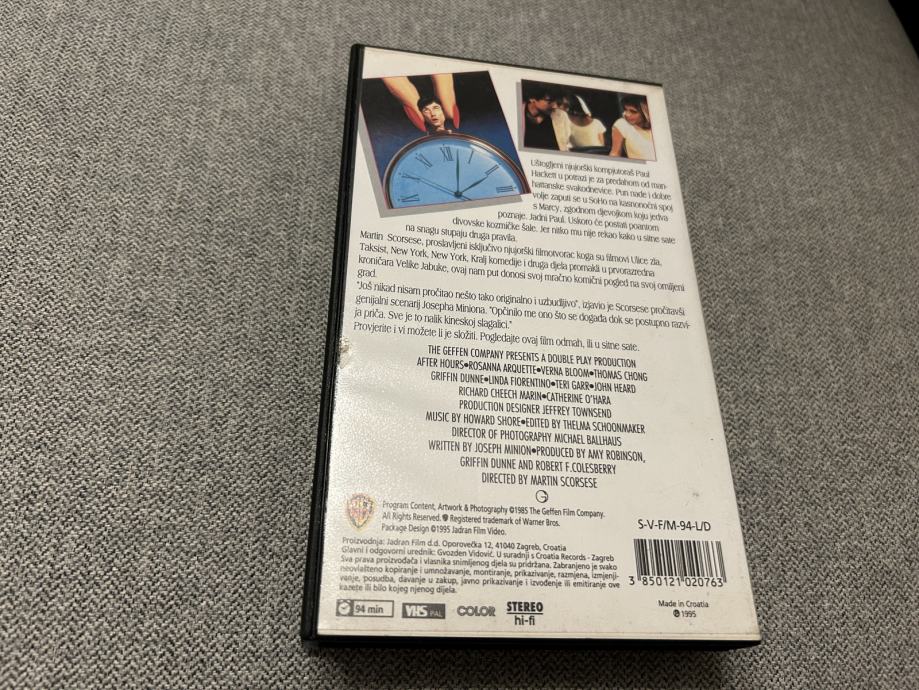 Uštogljeni njujorški kompjutoraš Paul
Hackett u potrazi je za predahom od man-
hattanske svakodnevice. Pun nade i dobre
volje zaputi se u SoHo na kasnonoćni spoj
s Marcy, zgodnom djevojkom koju jedva
poznaje. Jadni Paul. Uskoro će postati poantom
divovske kozmičke šale. Jer nitko mu nije rekao kako u sitne sate
na snagu stupaju druga pravila.
Martin Scorsese, proslavljeni isključivo njujorški filmotvorac koga su filmovi Ulice zla,
Taksist, New York, New York, Kralj komedije i druga djela promakli u prvorazredna
kroničara Velike Jabuke, ovaj nam put donosi svoj mračno komični pogled na svoj omiljeni
grad.
"Još nikad nisam pročitao nešto tako originalno i uzbudljivo", izjavio je Scorsese pročitavši
genijalni scenarij Josepha Miniona. "Opčinilo me ono što se događa dok se postupno razvi-
ja priča. Sve je to nalik kineskoj slagalici."
Provjerite i vi možete li je složiti. Pogledajte ovaj film odmah, ili u sitne sate.
THE GEFFEN COMPANY PRESENTS A DOUBLE PLAY PRODUCTION
AFTER HOURS•ROSANNA ARQUETTE•VERNA BLOOM•THOMAS CHONG
GRIFFIN DUNNE•LINDA FIORENTINO•TERI GARR•JOHN HEARD
RICHARD CHEECH MARIN•CATHERINE O'HARA
PRODUCTION DESIGNER JEFFREY TOWNSEND
MUSIC BY HOWARD SHORE•EDITED BY THELMA SCHOONMAKER
DIRECTOR OF PHOTOGRAPHY MICHAEL BALLHAUS
WRITTEN BY JOSEPH MINION•PRODUCED BY AMY ROBINSON,
GRIFFIN DUNNE AND ROBERT F.COLESBERRY
DIRECTED BY MARTIN SCORSESE
G
Program Content, Artwork & Photography ©1985 The Geffen Film Company.
All Rights Reserved. Registered trademark of Warner Bros.
Package Design ©1995 Jadran Film Video.
S-V-F/M-94-L/D
Proizvodnja: Jadran Film d.d. Oporovečka 12, 41040 Zagreb, Croatia
Glavni i odgovorni urednik: Gvozden Vidović. U suradnji s Croatia Records - Zagreb
Sva prava proizvođača i vlasnika snimljenog djela su pridržana. Zabranjeno je svako
neovlašteno kopiranje i umnožavanje, montiranje, prikazivanje, razmjena, izmjenji-
vanje, posudba, davanje u zakup, javno prikazivanje i izvođenje ili emitiranje ove
kazete ili bilo kojeg njenog dijela.
3 850121 020763
94 min
VHS PAL
COLOR
STEREO
hi-fi
Made in Croatia
℗ 1995